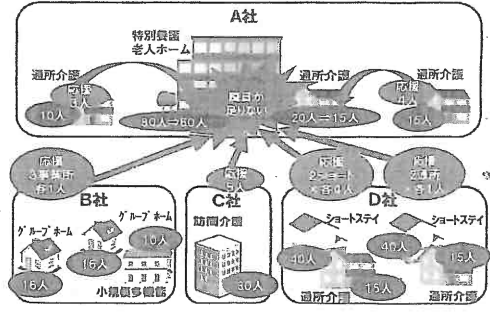 A社
特別養護
老人ホーム
通所介護
応援
3人
10人
80人⇒60人
職員が
足りない
通所介護
20人⇒15人
通所介護
応援
4人
15人
応援
3事業所
各1人
応援
5人
応援
2ショート
×各4人
応援
2通所
×各1人
B社
グループホーム
16人
グループホーム
16人
10人
小規模多機能
C社
訪問介護
30人
D社
ショートステイ
40人
ショートステイ
40人
15人
通所介護
15人
通所介護